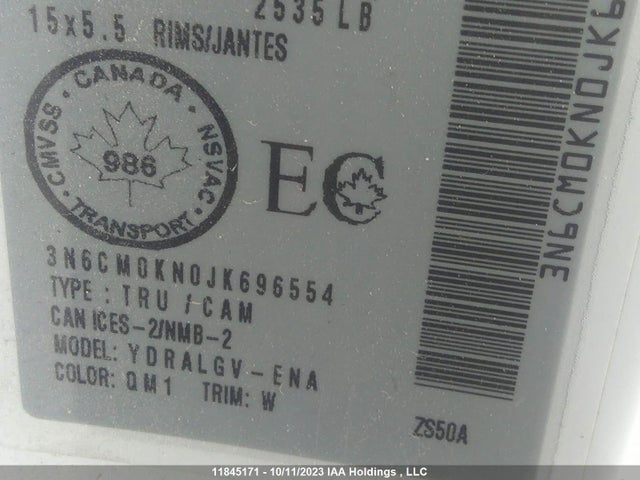 2535 LB
15x5.5 RIMS/JANTES
CANADA
CMVSS
NSVAC
986
TRANSPORT
EC
3N6CM0KN0JK696554
TYPE : TRU / CAM
CAN ICES-2/NMB-2
MODEL: YDRALGV-ENA
COLOR: QM1 TRIM: W
ZS50A
3N6CM0KN0JK6
11845171 - 10/11/2023 IAA Holdings , LLC